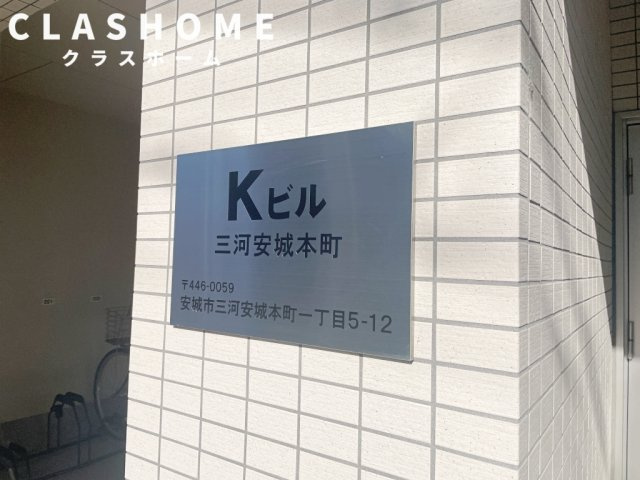 CLASHOME
クラスホーム
Kビル
三河安城本町
〒446-0059
安城市三河安城本町一丁目5-12